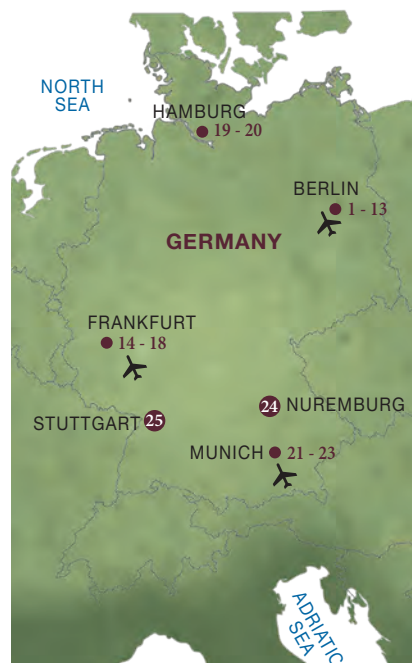 NORTH
SEA
HAMBURG
19 - 20
BERLIN
1 - 13
GERMANY
FRANKFURT
14 - 18
24 NUREMBURG
STUTTGART 25
MUNICH 21 - 23
ADRIATIC
SEA